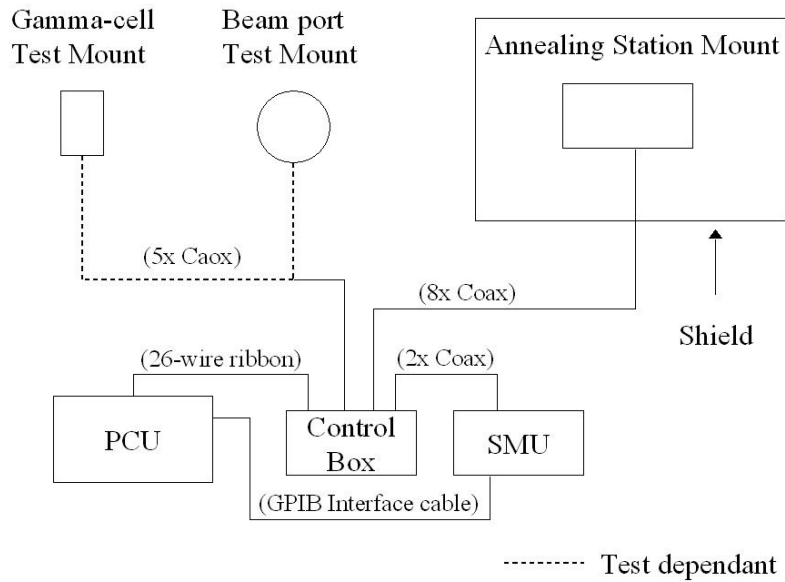 Gamma-cell
Test Mount
Beam port
Test Mount
Annealing Station Mount
(5x Caox)
(8x Coax)
Shield
(26-wire ribbon)
(2x Coax)
PCU
Control
Box
SMU
(GPIB Interface cable)
Test dependant